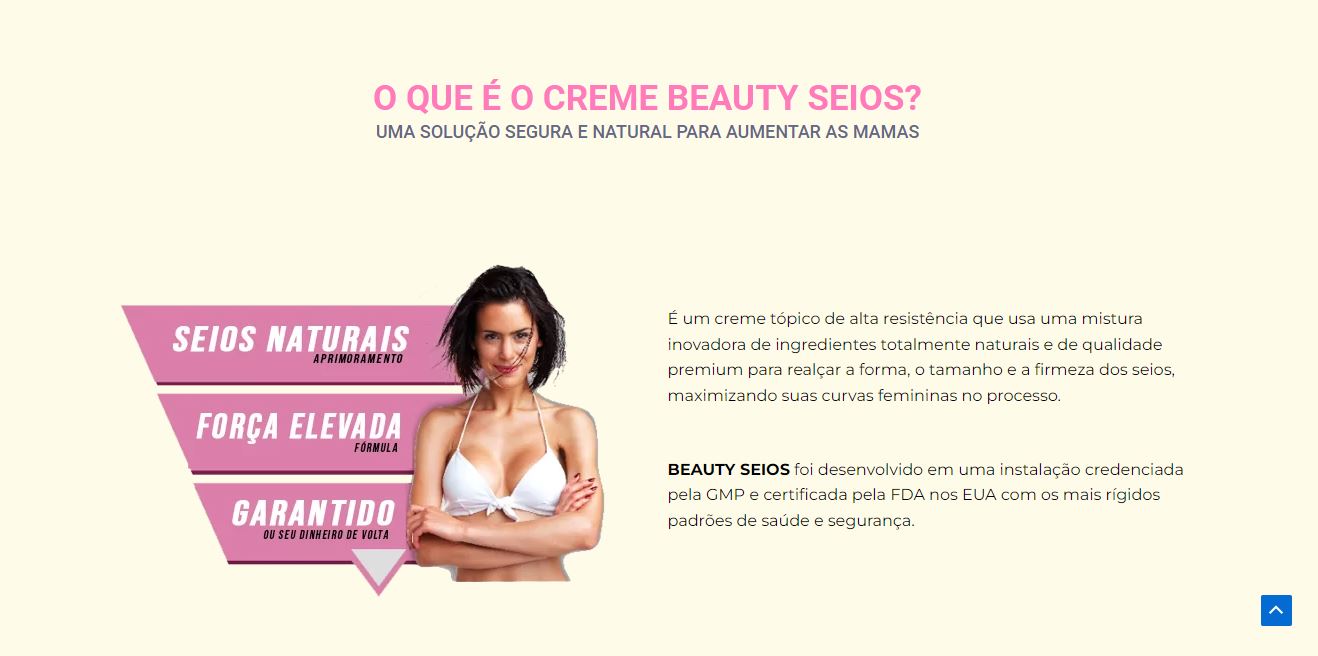 O QUE É O CREME BEAUTY SEIOS?
UMA SOLUÇÃO SEGURA E NATURAL PARA AUMENTAR AS MAMAS
SEIOS NATURAIS
APRIMORAMENTO
FORÇA ELEVADA
FÓRMULA
GARANTIDO
OU SEU DINHEIRO DE VOLTA
É um creme tópico de alta resistência que usa uma mistura
inovadora de ingredientes totalmente naturais e de qualidade
premium para realçar a forma, o tamanho e a firmeza dos seios,
maximizando suas curvas femininas no processo.
BEAUTY SEIOS foi desenvolvido em uma instalação credenciada
pela GMP e certificada pela FDA nos EUA com os mais rígidos
padrões de saúde e segurança.